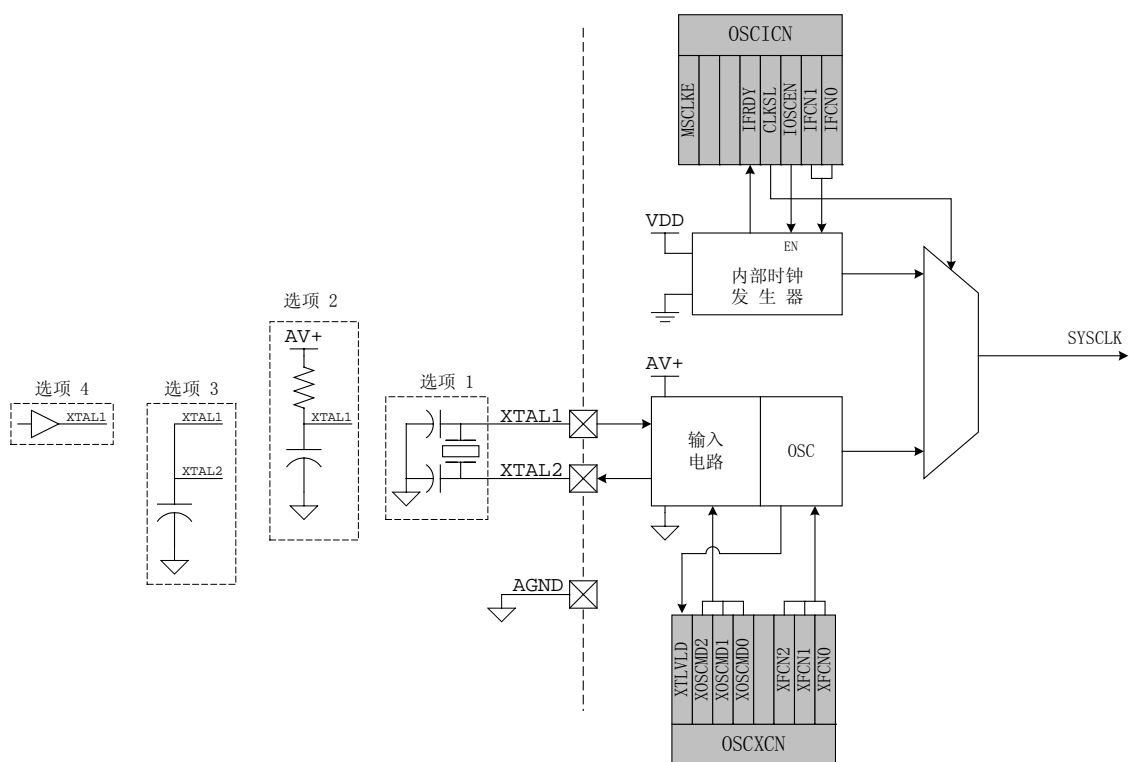 OSCICN
MSCLKE
IFRDY
CLKSL
IOSCEN
IFCN1
IFCN0
VDD
EN
内部时钟
发 生 器
选项 2
AV+
XTAL1
选项 4
XTAL1
选项 3
XTAL1
XTAL2
选项 1
XTAL1
XTAL2
AV+
输入
电路
OSC
SYSCLK
AGND
XTLVLD
XOSCMD2
XOSCMD1
XOSCMD0
XFCN2
XFCN1
XFCN0
OSCXCN